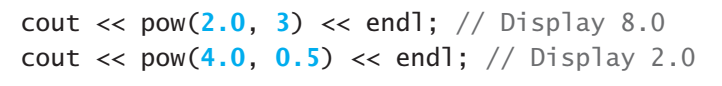 cout << pow(2.0, 3) << endl; // Display 8.0
cout << pow(4.0, 0.5) << endl; // Display 2.0